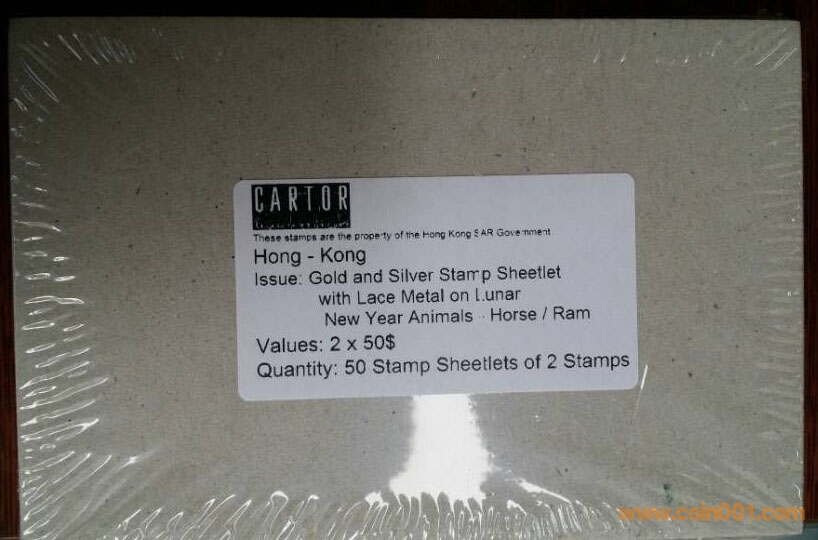 CARTOR
These stamps are the property of the Hong Kong SAR Government.
Hong - Kong
Issue: Gold and Silver Stamp Sheetlet
with Lace Metal on Lunar
New Year Animals - Horse / Ram
Values: 2 x 50$
Quantity: 50 Stamp Sheetlets of 2 Stamps
www.coin001.com